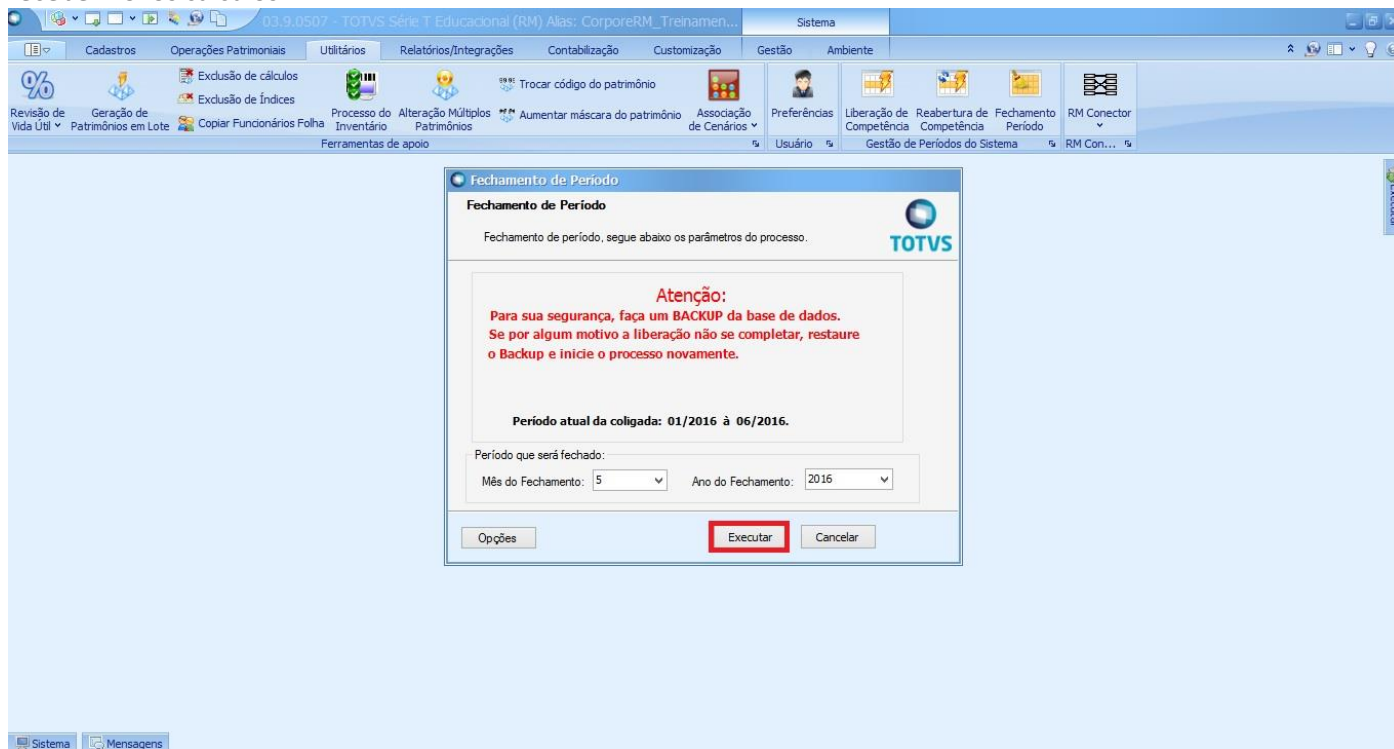 03.9.0507 - TOTVS Série T Educacional (RM) Alias: CorporeRM_Treinamen...
Sistema
Cadastros Operações Patrimoniais Utilitários Relatórios/Integrações Contabilização Customização Gestão Ambiente
Revisão de Vida Útil
Geração de Patrimônios em Lote
Exclusão de cálculos
Exclusão de Índices
Copiar Funcionários Folha
Processo do Inventário
Alteração Múltiplos Patrimônios
Trocar código do patrimônio
Aumentar máscara do patrimônio
Associação de Cenários
Preferências
Liberação de Competência
Reabertura de Competência
Fechamento Período
RM Conector
Ferramentas de apoio
Usuário
Gestão de Períodos do Sistema
RM Con...
Fechamento de Período
Fechamento de Período
Fechamento de período, segue abaixo os parâmetros do processo.
TOTVS
Atenção:
Para sua segurança, faça um BACKUP da base de dados.
Se por algum motivo a liberação não se completar, restaure
o Backup e inicie o processo novamente.
Período atual da coligada: 01/2016 à 06/2016.
Período que será fechado:
Mês do Fechamento: 5 Ano do Fechamento: 2016
Opções Executar Cancelar
Sistema Mensagens